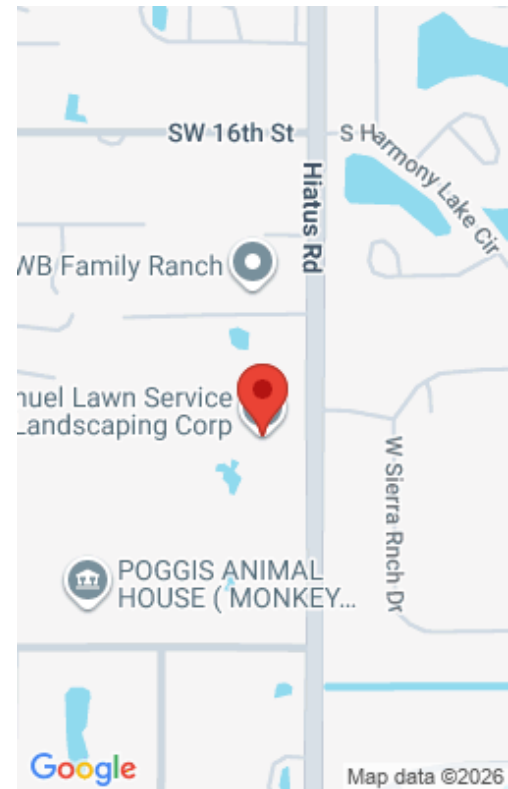 SW 16th St
S Harmony Lake Cir
Hiatus Rd
WB Family Ranch
nuel Lawn Service
Landscaping Corp
W Sierra Rnch Dr
POGGIS ANIMAL
HOUSE ( MONKEY...
Google
Map data ©2026